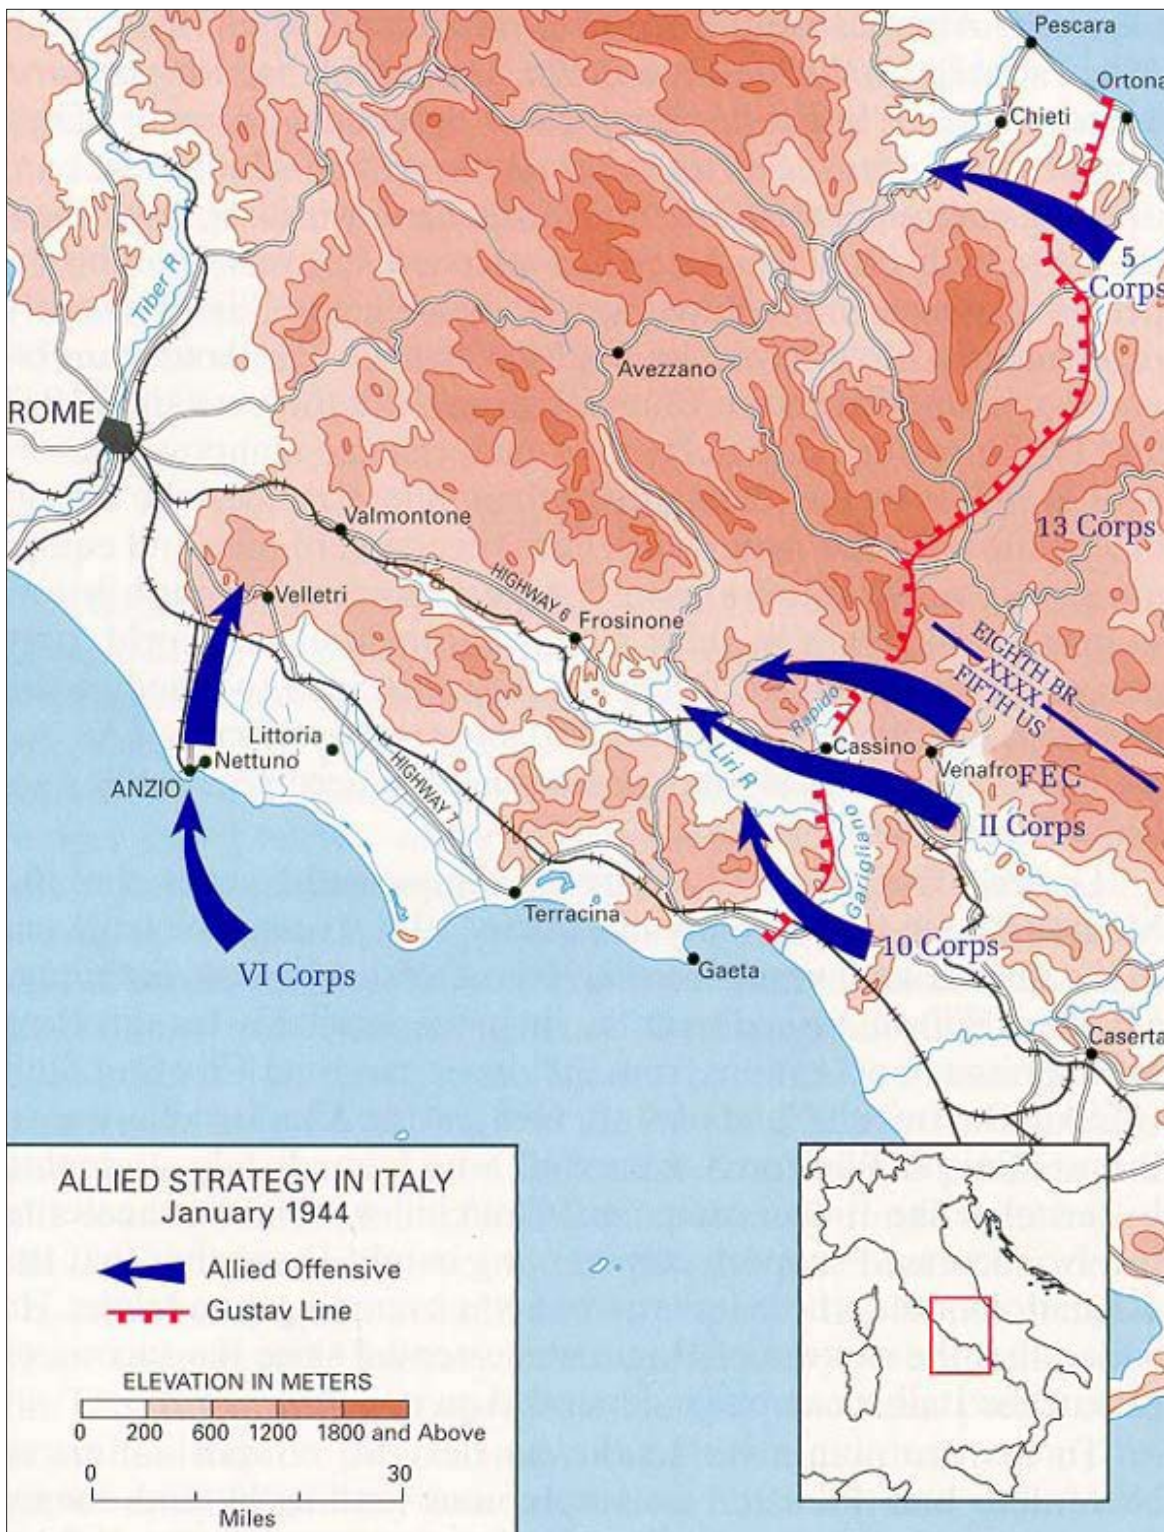 Pescara
Ortona
Chieti
5
Corps
Tiber R
Avezzano
ROME
13 Corps
Valmontone
HIGHWAY 6
Velletri
Frosinone
EIGHTH BR
XXXX
FIFTH US
Rapido
Littoria
Nettuno
ANZIO
HIGHWAY 7
Liri R
Cassino
Venafro
FEC
II Corps
Garigliano
Terracina
10 Corps
Gaeta
VI Corps
Caserta
ALLIED STRATEGY IN ITALY
January 1944
Allied Offensive
Gustav Line
ELEVATION IN METERS
0 200 600 1200 1800 and Above
0 30
Miles